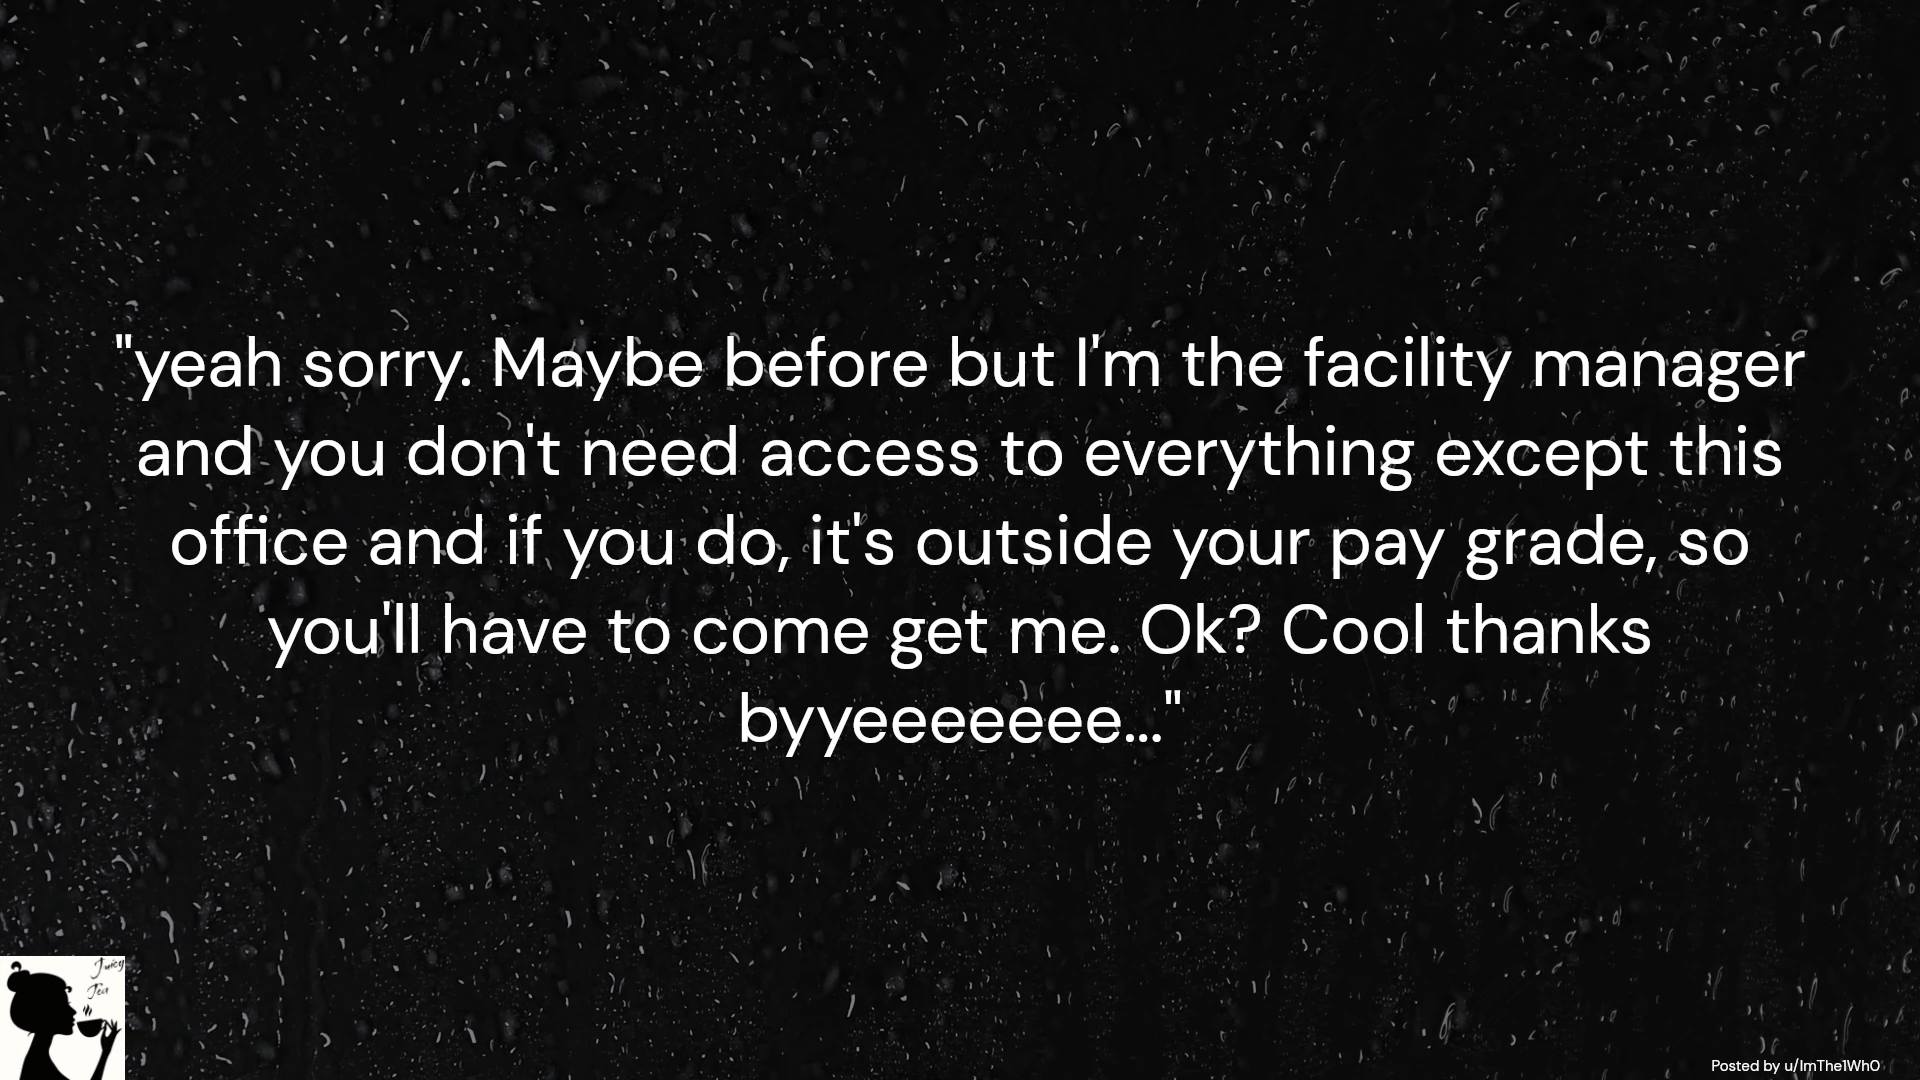 "yeah sorry. Maybe before but I'm the facility manager
and you don't need access to everything except this
office and if you do, it's outside your pay grade, so
you'll have to come get me. Ok? Cool thanks
byyeeeeeee..."
Juicy
Tea
Posted by u/ImThe1Wh0